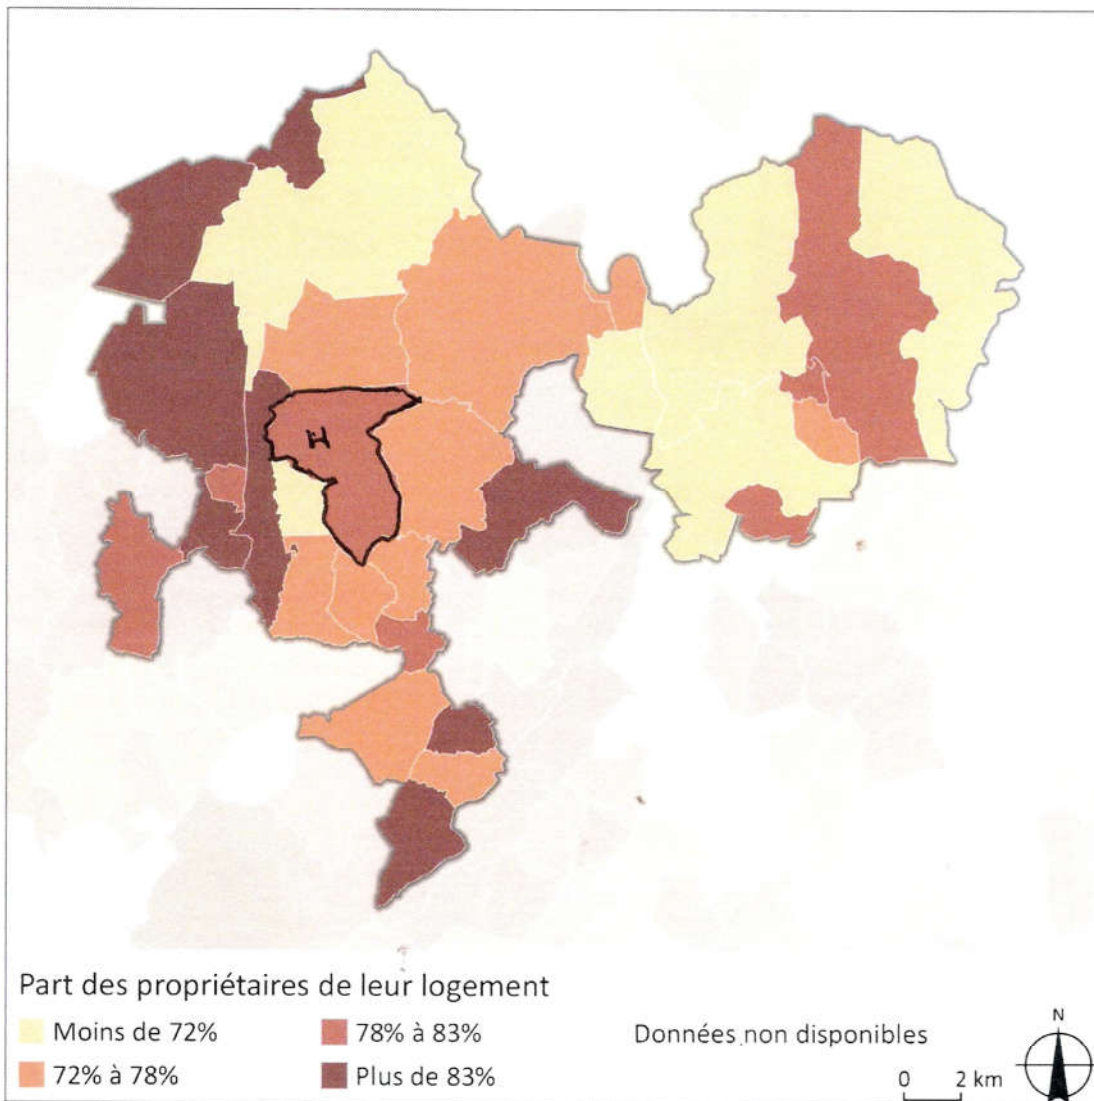 H
Part des propriétaires de leur logement
Moins de 72%
72% à 78%
78% à 83%
Plus de 83%
Données non disponibles
0 2 km
N